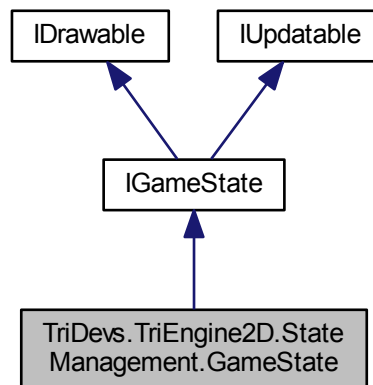 IDrawable
IUpdatable
IGameState
TriDevs.TriEngine2D.State
Management.GameState